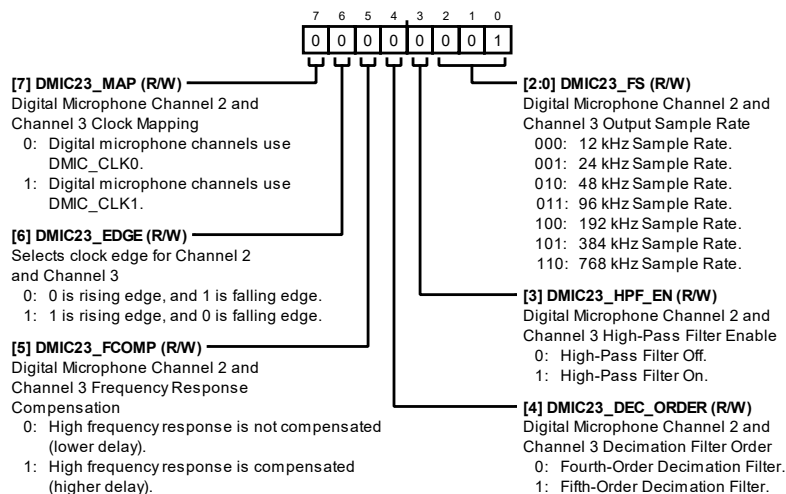 7 6 5 4 3 2 1 0
0 0 0 0 0 0 0 1
[7] DMIC23_MAP (R/W)
Digital Microphone Channel 2 and
Channel 3 Clock Mapping
0: Digital microphone channels use
DMIC_CLK0.
1: Digital microphone channels use
DMIC_CLK1.
[6] DMIC23_EDGE (R/W)
Selects clock edge for Channel 2
and Channel 3
0: 0 is rising edge, and 1 is falling edge.
1: 1 is rising edge, and 0 is falling edge.
[5] DMIC23_FCOMP (R/W)
Digital Microphone Channel 2 and
Channel 3 Frequency Response
Compensation
0: High frequency response is not compensated
(lower delay).
1: High frequency response is compensated
(higher delay).
[2:0] DMIC23_FS (R/W)
Digital Microphone Channel 2 and
Channel 3 Output Sample Rate
000: 12 kHz Sample Rate.
001: 24 kHz Sample Rate.
010: 48 kHz Sample Rate.
011: 96 kHz Sample Rate.
100: 192 kHz Sample Rate.
101: 384 kHz Sample Rate.
110: 768 kHz Sample Rate.
[3] DMIC23_HPF_EN (R/W)
Digital Microphone Channel 2 and
Channel 3 High-Pass Filter Enable
0: High-Pass Filter Off.
1: High-Pass Filter On.
[4] DMIC23_DEC_ORDER (R/W)
Digital Microphone Channel 2 and
Channel 3 Decimation Filter Order
0: Fourth-Order Decimation Filter.
1: Fifth-Order Decimation Filter.